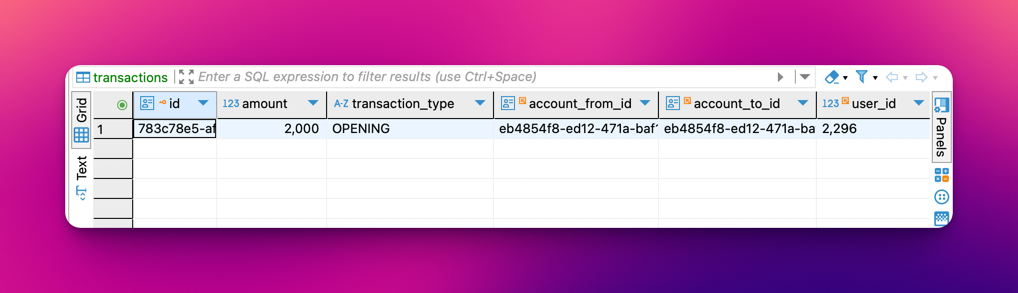 transactions Enter a SQL expression to filter results (use Ctrl+Space)
Grid
id 123 amount A-Z transaction_type account_from_id account_to_id 123 user_id
1 783c78e5-af 2,000 OPENING eb4854f8-ed12-471a-baf eb4854f8-ed12-471a-ba 2,296
Text
Panels